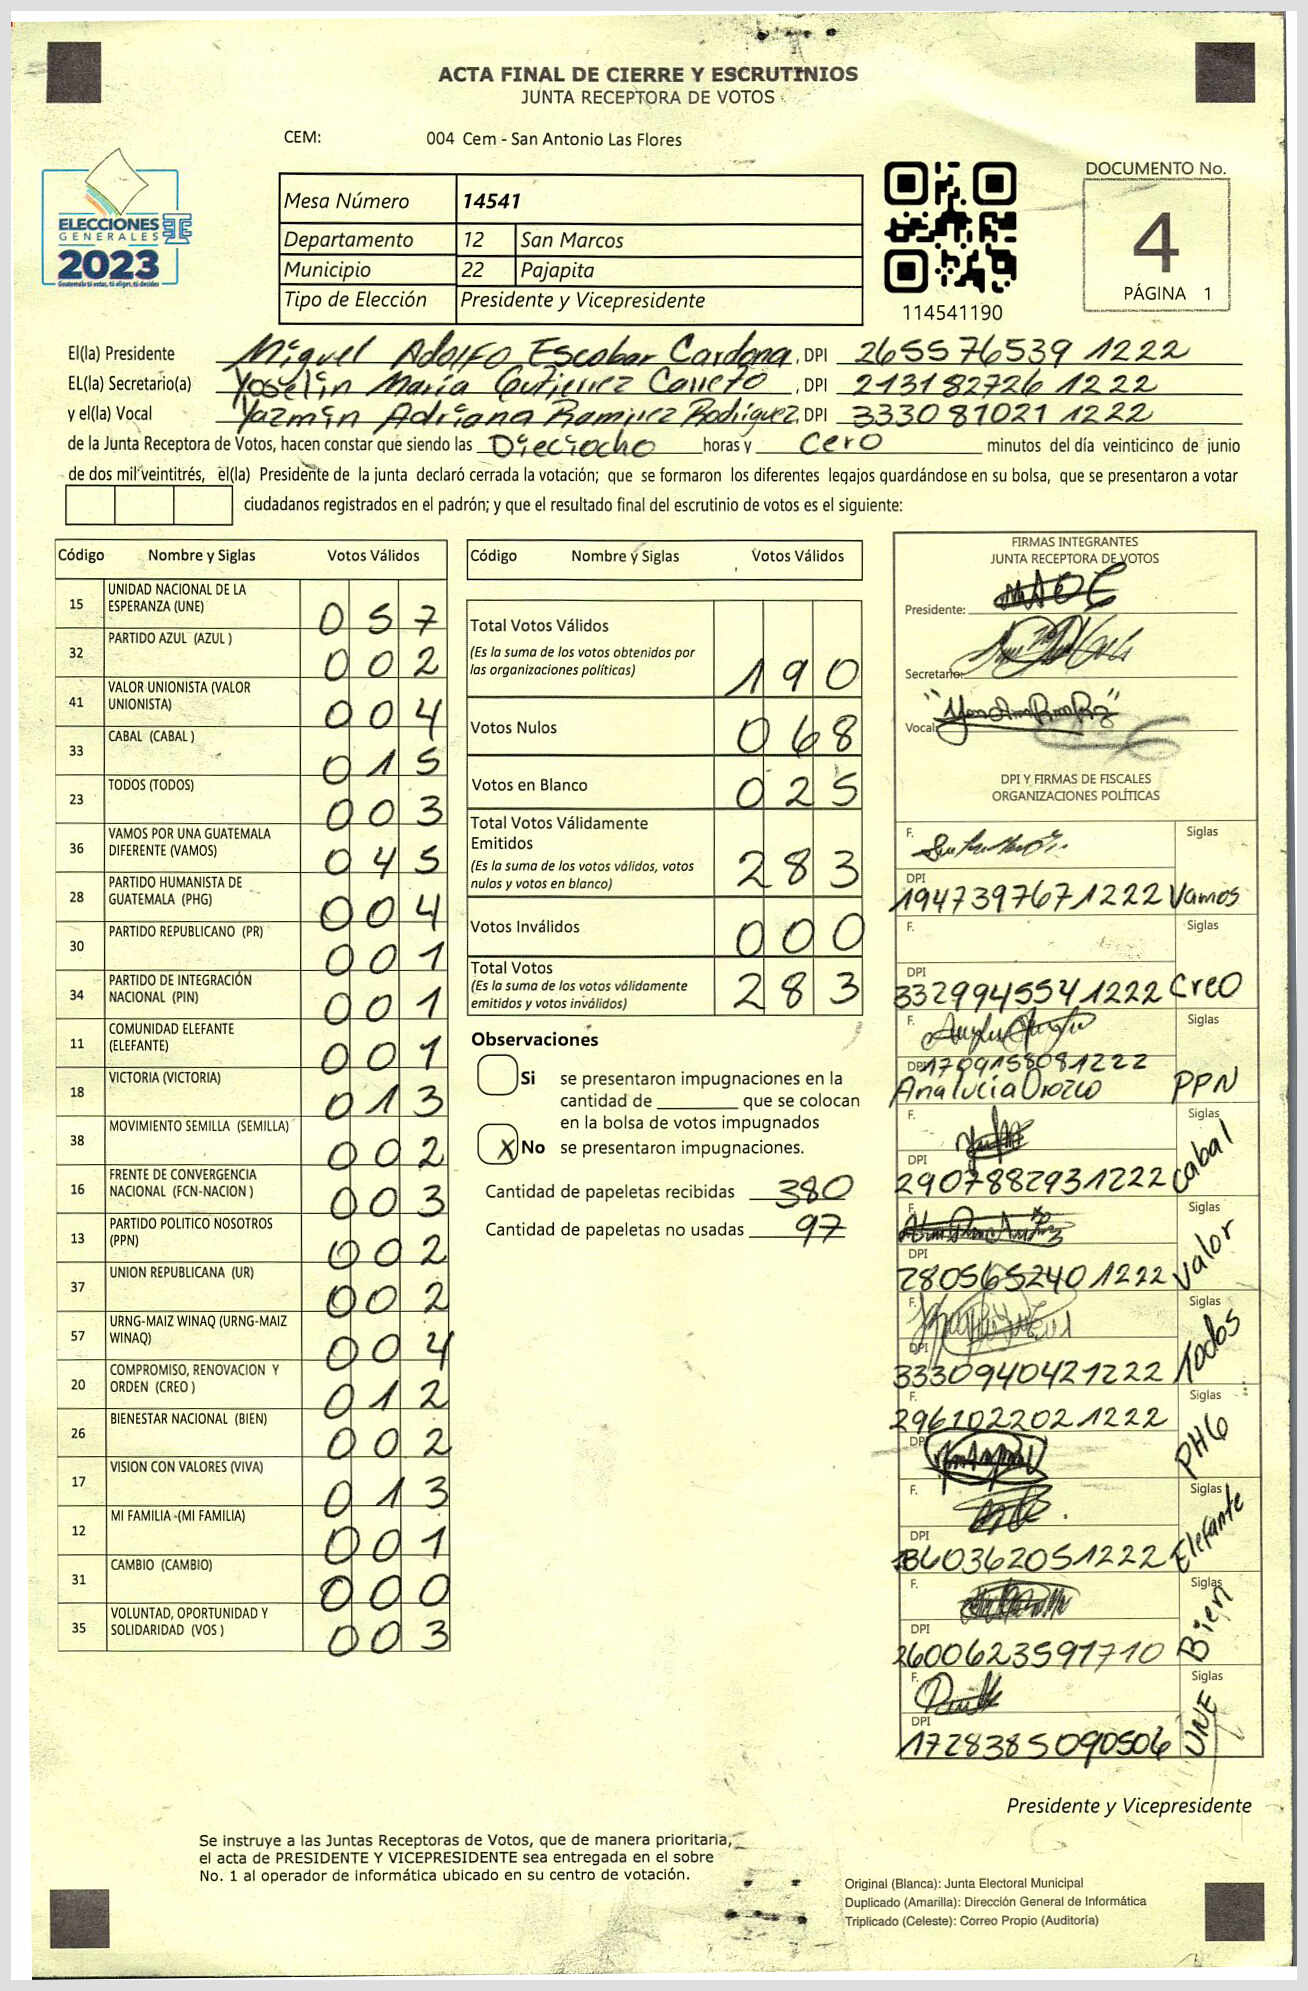 ACTA FINAL DE CIERRE Y ESCRUTINIOS
JUNTA RECEPTORA DE VOTOS
CEM: 004 Cem - San Antonio Las Flores
ELECCIONES
GENERALES
2023
Guatemala tú votas, tú eliges, tú decides
Mesa Número 14541
Departamento 12 San Marcos
Municipio 22 Pajapita
Tipo de Elección Presidente y Vicepresidente
114541190
DOCUMENTO No.
4
PÁGINA 1
El(la) Presidente Miguel Adolfo Escobar Cardona, DPI 2655 76539 1222
EL(la) Secretario(a) Yoselin María Gutierrez Carreto, DPI 213182726 1222
y el(la) Vocal Yazmin Adriana Ramirez Rodriguez, DPI 333081021 1222
de la Junta Receptora de Votos, hacen constar que siendo las Dieciocho horas y cero minutos del día veinticinco de junio
de dos mil veintitrés, el(la) Presidente de la junta declaró cerrada la votación; que se formaron los diferentes legajos guardándose en su bolsa, que se presentaron a votar
ciudadanos registrados en el padrón; y que el resultado final del escrutinio de votos es el siguiente:
Código Nombre y Siglas Votos Válidos
15 UNIDAD NACIONAL DE LA ESPERANZA (UNE) 057
32 PARTIDO AZUL (AZUL ) 002
41 VALOR UNIONISTA (VALOR UNIONISTA) 004
33 CABAL (CABAL ) 015
23 TODOS (TODOS) 003
36 VAMOS POR UNA GUATEMALA DIFERENTE (VAMOS) 045
28 PARTIDO HUMANISTA DE GUATEMALA (PHG) 004
30 PARTIDO REPUBLICANO (PR) 001
34 PARTIDO DE INTEGRACIÓN NACIONAL (PIN) 001
11 COMUNIDAD ELEFANTE (ELEFANTE) 001
18 VICTORIA (VICTORIA) 013
38 MOVIMIENTO SEMILLA (SEMILLA) 002
16 FRENTE DE CONVERGENCIA NACIONAL (FCN-NACION ) 003
13 PARTIDO POLITICO NOSOTROS (PPN) 002
37 UNION REPUBLICANA (UR) 002
57 URNG-MAIZ WINAQ (URNG-MAIZ WINAQ) 004
20 COMPROMISO, RENOVACION Y ORDEN (CREO ) 012
26 BIENESTAR NACIONAL (BIEN) 002
17 VISION CON VALORES (VIVA) 013
12 MI FAMILIA -(MI FAMILIA) 001
31 CAMBIO (CAMBIO) 000
35 VOLUNTAD, OPORTUNIDAD Y SOLIDARIDAD (VOS ) 003
Código Nombre y Siglas Votos Válidos
Total Votos Válidos
(Es la suma de los votos obtenidos por
las organizaciones políticas) 190
Votos Nulos 068
Votos en Blanco 025
Total Votos Válidamente
Emitidos
(Es la suma de los votos válidos, votos
nulos y votos en blanco) 283
Votos Inválidos 000
Total Votos
(Es la suma de los votos válidamente
emitidos y votos inválidos) 283
Observaciones
Si se presentaron impugnaciones en la
cantidad de ________ que se colocan
en la bolsa de votos impugnados
X No se presentaron impugnaciones.
Cantidad de papeletas recibidas 380
Cantidad de papeletas no usadas 97
FIRMAS INTEGRANTES
JUNTA RECEPTORA DE VOTOS
Presidente:
Secretario:
Vocal:
DPI Y FIRMAS DE FISCALES
ORGANIZACIONES POLÍTICAS
F. Siglas
DPI
1947397671222 Vamos
F. Siglas
DPI
3329945541222 Creo
F. Siglas
DPI 1709158081222
Analucia Orozco PPN
F. Siglas
DPI
2907882931222 Cabal
F.
DPI Siglas
2805652401222 Valor
F. Siglas
DPI
3330940421222 Todos
F. Siglas
2961022021222
DPI PHG
F. Siglas
DPI
60362051222 Elefante
F. Siglas
DPI
2600623591710 Bien
F. Siglas
DPI
1728385090506 UNE
Presidente y Vicepresidente
Se instruye a las Juntas Receptoras de Votos, que de manera prioritaria,
el acta de PRESIDENTE Y VICEPRESIDENTE sea entregada en el sobre
No. 1 al operador de informática ubicado en su centro de votación.
Original (Blanca): Junta Electoral Municipal
Duplicado (Amarilla): Dirección General de Informática
Triplicado (Celeste): Correo Propio (Auditoría)